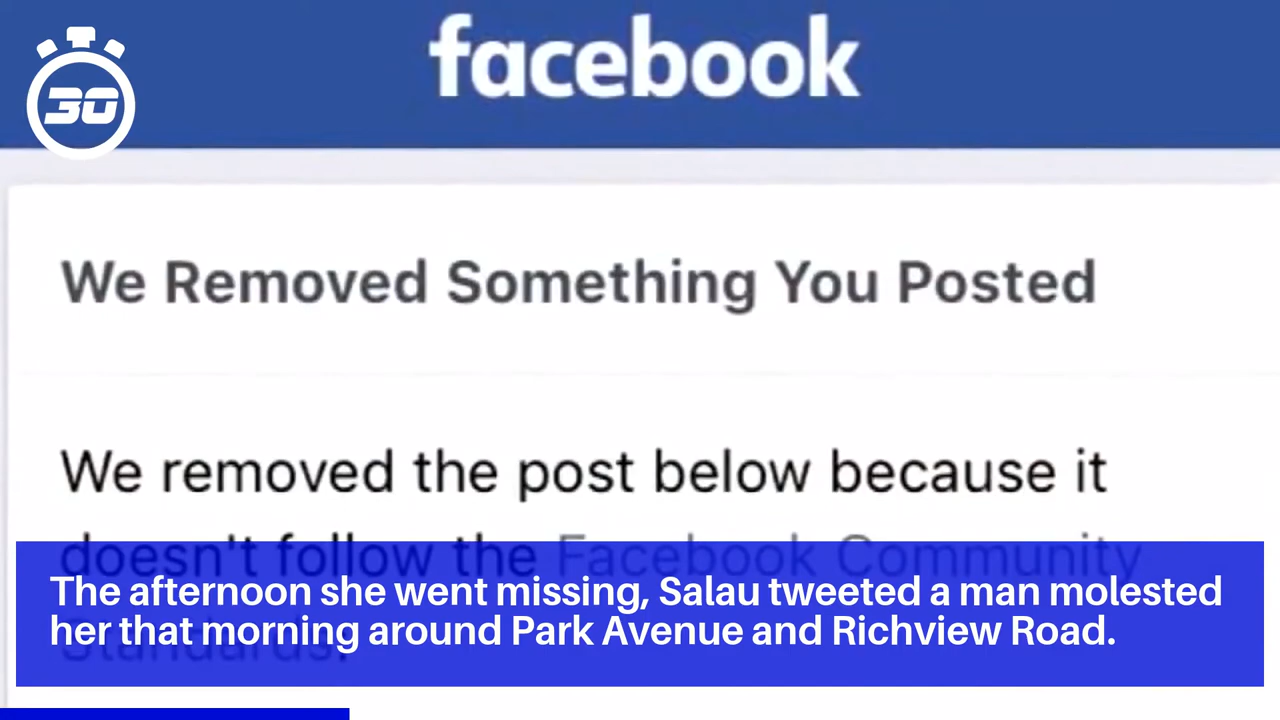 facebook
30
We Removed Something You Posted
We removed the post below because it
doesn't follow the Facebook Community
Standards:
The afternoon she went missing, Salau tweeted a man molested
her that morning around Park Avenue and Richview Road.